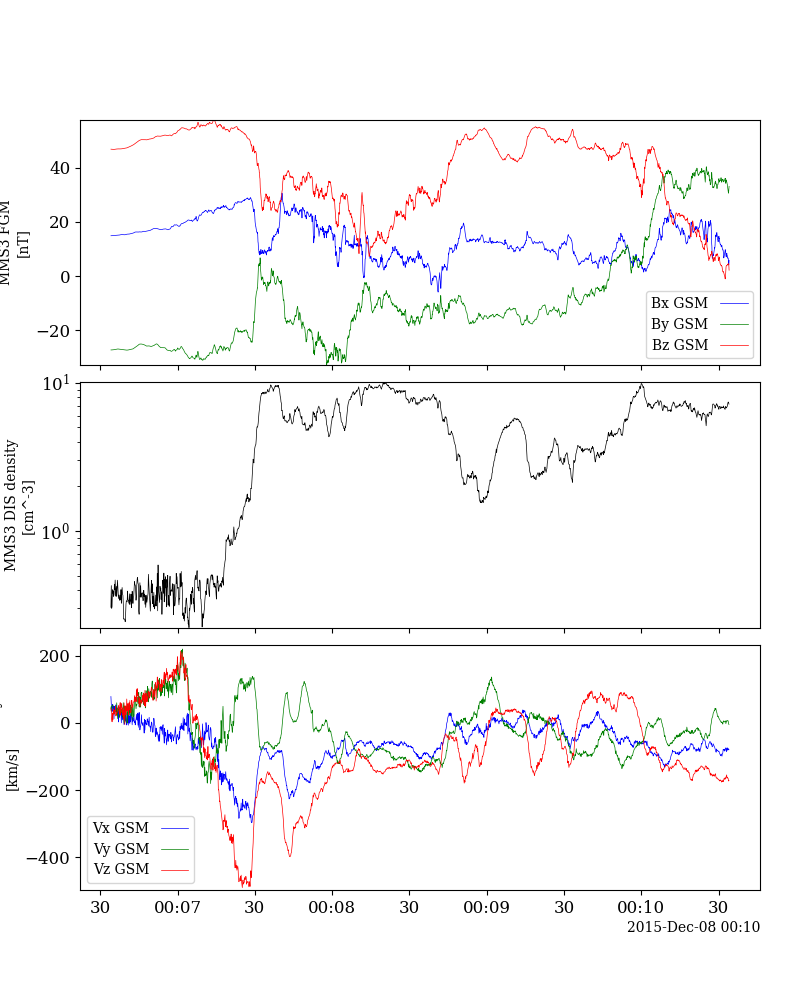 40
20
0
−20
MMS3 FGM
[nT]
Bx GSM
By GSM
Bz GSM
10^1
10^0
MMS3 DIS density
[cm^-3]
200
0
−200
−400
[km/s]
Vx GSM
Vy GSM
Vz GSM
30 00:07 30 00:08 30 00:09 30 00:10 30
2015-Dec-08 00:10